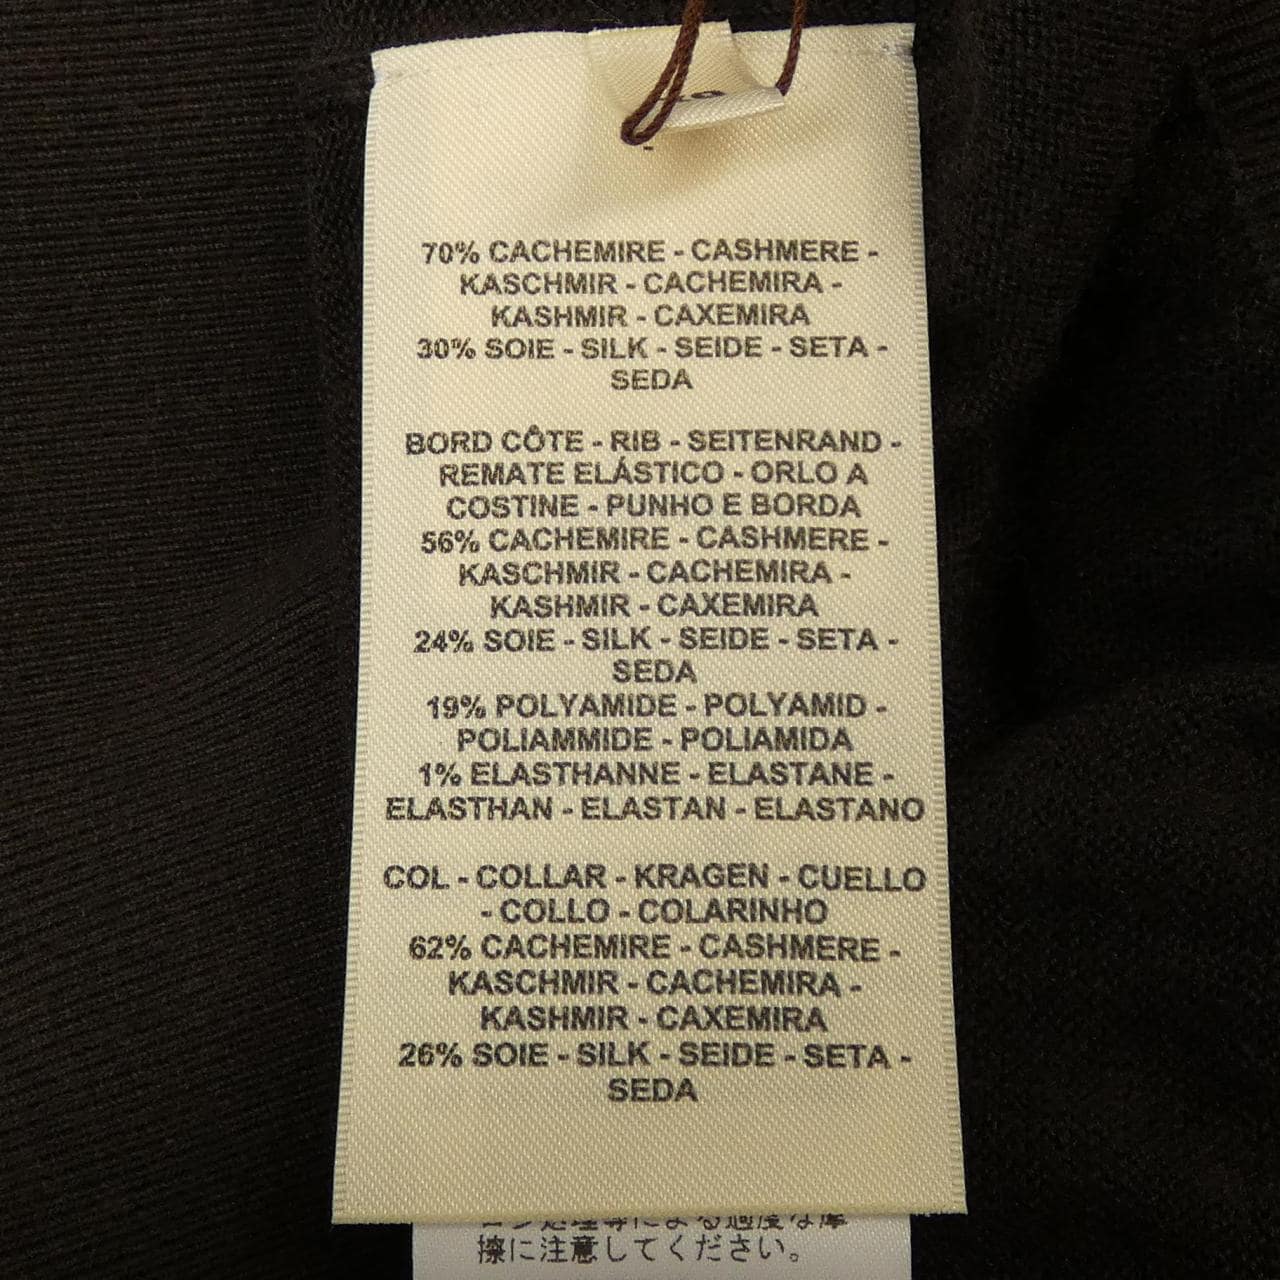 70% CACHEMIRE - CASHMERE -
KASCHMIR - CACHEMIRA -
KASHMIR - CAXEMIRA
30% SOIE - SILK - SEIDE - SETA -
SEDA
BORD CÔTE - RIB - SEITENRAND -
REMATE ELÁSTICO - ORLO A
COSTINE - PUNHO E BORDA
56% CACHEMIRE - CASHMERE -
KASCHMIR - CACHEMIRA -
KASHMIR - CAXEMIRA
24% SOIE - SILK - SEIDE - SETA -
SEDA
19% POLYAMIDE - POLYAMID -
POLIAMMIDE - POLIAMIDA
1% ELASTHANNE - ELASTANE -
ELASTHAN - ELASTAN - ELASTANO
COL - COLLAR - KRAGEN - CUELLO
- COLLO - COLARINHO
62% CACHEMIRE - CASHMERE -
KASCHMIR - CACHEMIRA -
KASHMIR - CAXEMIRA
26% SOIE - SILK - SEIDE - SETA -
SEDA
擦に注意してください。